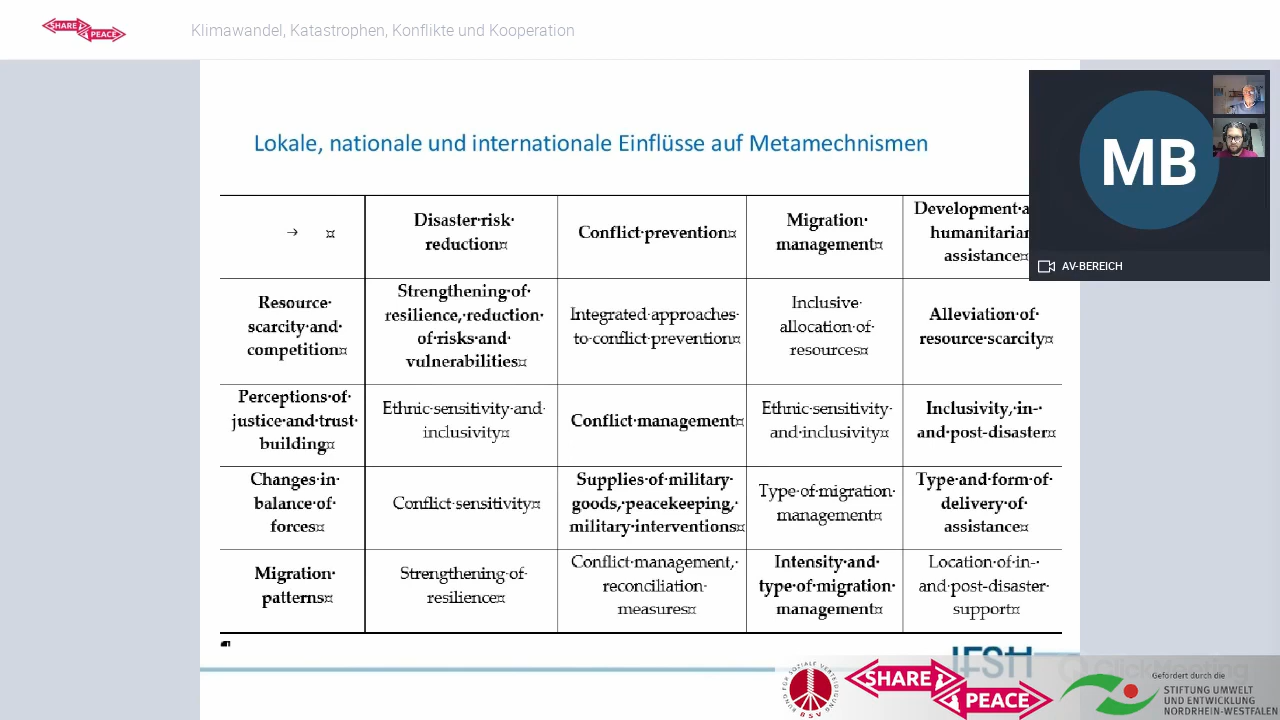 SHARE
PEACE
Klimawandel, Katastrophen, Konflikte und Kooperation
MB
AV-BEREICH
Lokale, nationale und internationale Einflüsse auf Metamechnismen
→ ¤
Disaster·risk·
reduction¤
Conflict·prevention¤
Migration·
management¤
Development·a
humanitarian
assistance¤
Resource·
scarcity·and·
competition¤
Strengthening·of·
resilience,·reduction·
of·risks·and·
vulnerabilities¤
Integrated·approaches·
to·conflict·prevention¤
Inclusive·
allocation·of·
resources¤
Alleviation·of·
resource·scarcity¤
Perceptions·of·
justice·and·trust·
building¤
Ethnic·sensitivity·and·
inclusivity¤
Conflict·management¤
Ethnic·sensitivity·
and·inclusivity¤
Inclusivity,·in-·
and·post-disaster¤
Changes·in·
balance·of·
forces¤
Conflict·sensitivity¤
Supplies·of·military·
goods,·peacekeeping,·
military·interventions¤
Type·of·migration·
management¤
Type·and·form·of·
delivery·of·
assistance¤
Migration·
patterns¤
Strengthening·of·
resilience¤
Conflict·management,·
reconciliation·
measures¤
Intensity·and·
type·of·migration·
management¤
Location·of·in-·
and·post-disaster·
support¤
IFSH
ClickMeeting
BUND FÜR SOZIALE VERTEIDIGUNG
BSV
SHARE
PEACE
Gefördert durch die
STIFTUNG UMWELT
UND ENTWICKLUNG
NORDRHEIN-WESTFALEN